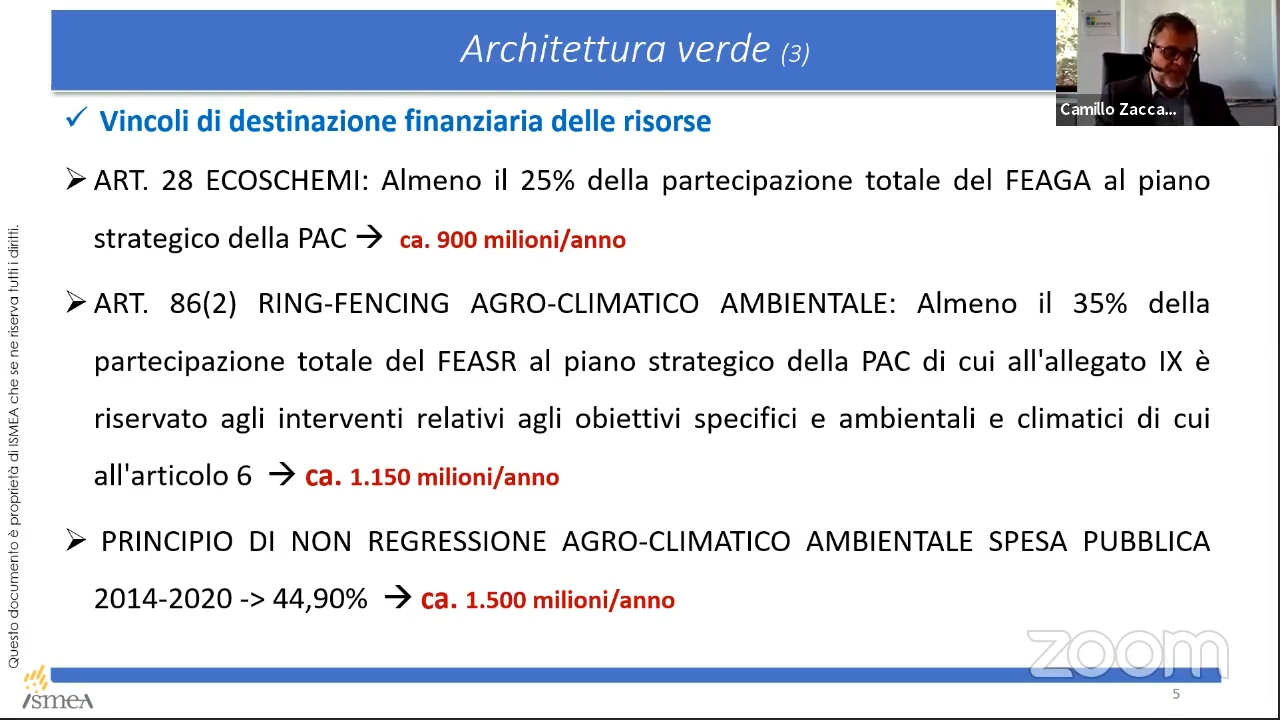 Architettura verde (3)
Camillo Zacca...
✓ Vincoli di destinazione finanziaria delle risorse
➢ ART. 28 ECOSCHEMI: Almeno il 25% della partecipazione totale del FEAGA al piano
strategico della PAC → ca. 900 milioni/anno
➢ ART. 86(2) RING-FENCING AGRO-CLIMATICO AMBIENTALE: Almeno il 35% della
partecipazione totale del FEASR al piano strategico della PAC di cui all'allegato IX è
riservato agli interventi relativi agli obiettivi specifici e ambientali e climatici di cui
all'articolo 6 → ca. 1.150 milioni/anno
➢ PRINCIPIO DI NON REGRESSIONE AGRO-CLIMATICO AMBIENTALE SPESA PUBBLICA
2014-2020 -> 44,90% → ca. 1.500 milioni/anno
Questo documento è proprietà di ISMEA che se ne riserva tutti i diritti.
zoom
ismea
5